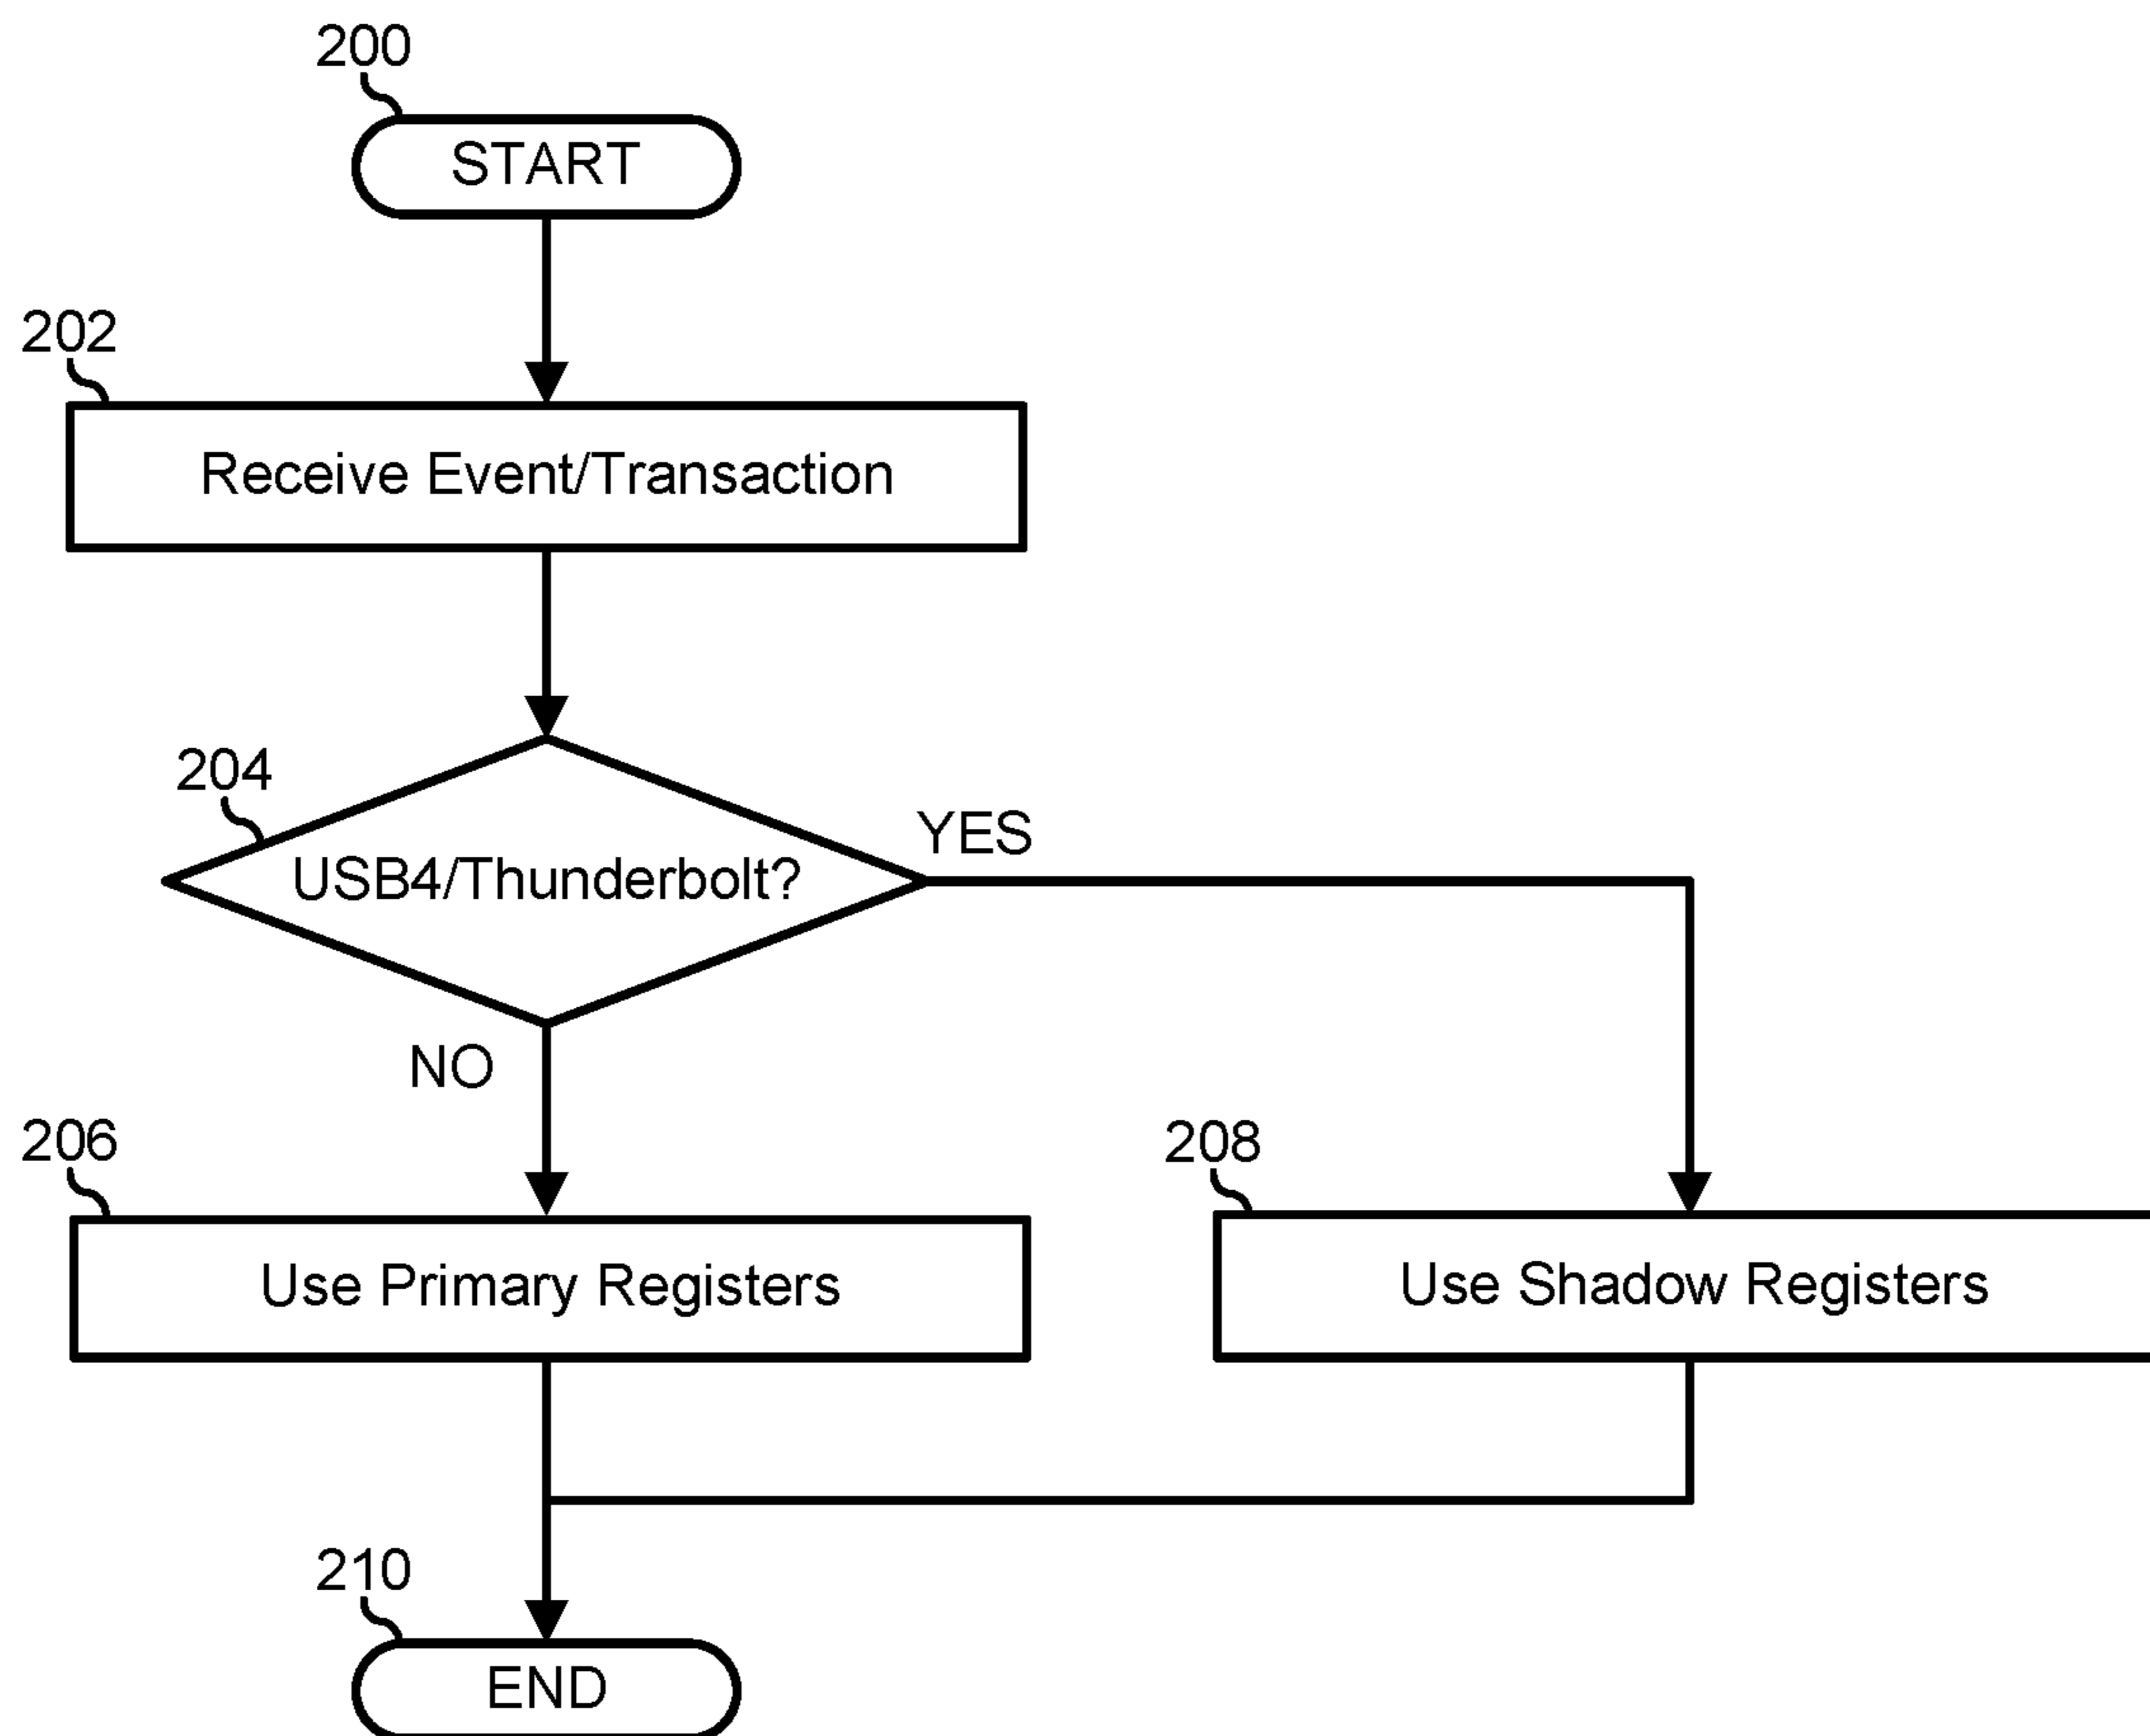 200
START
202
Receive Event/Transaction
204
USB4/Thunderbolt?
YES
NO
206
Use Primary Registers
208
Use Shadow Registers
210
END